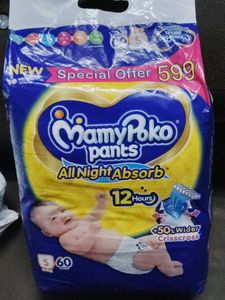 NEW
Special Offer 599
MamyPoko
pants
All Night Absorb
12 Hours
+50% Wider
Crisscross
S 60